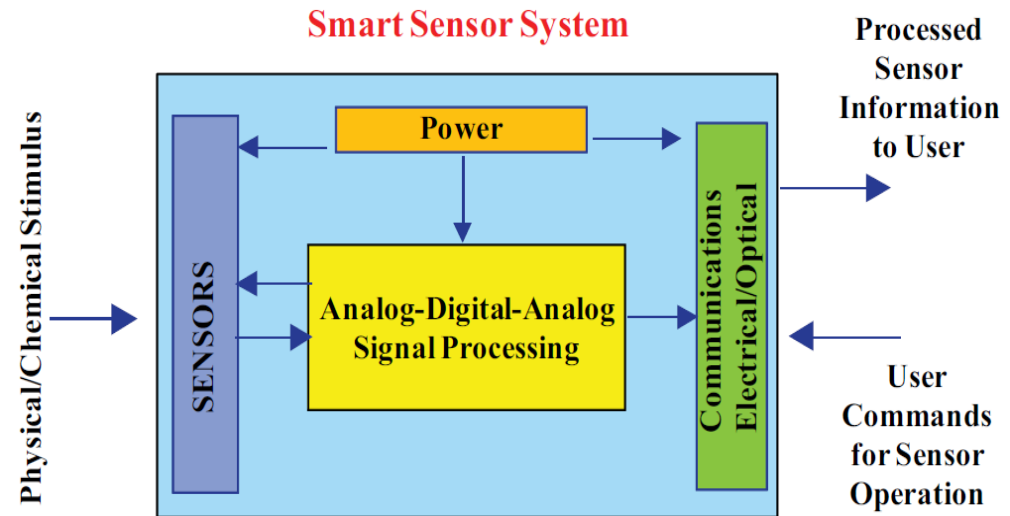 Smart Sensor System
Physical/Chemical Stimulus
SENSORS
Power
Analog-Digital-Analog
Signal Processing
Communications
Electrical/Optical
Processed
Sensor
Information
to User
User
Commands
for Sensor
Operation